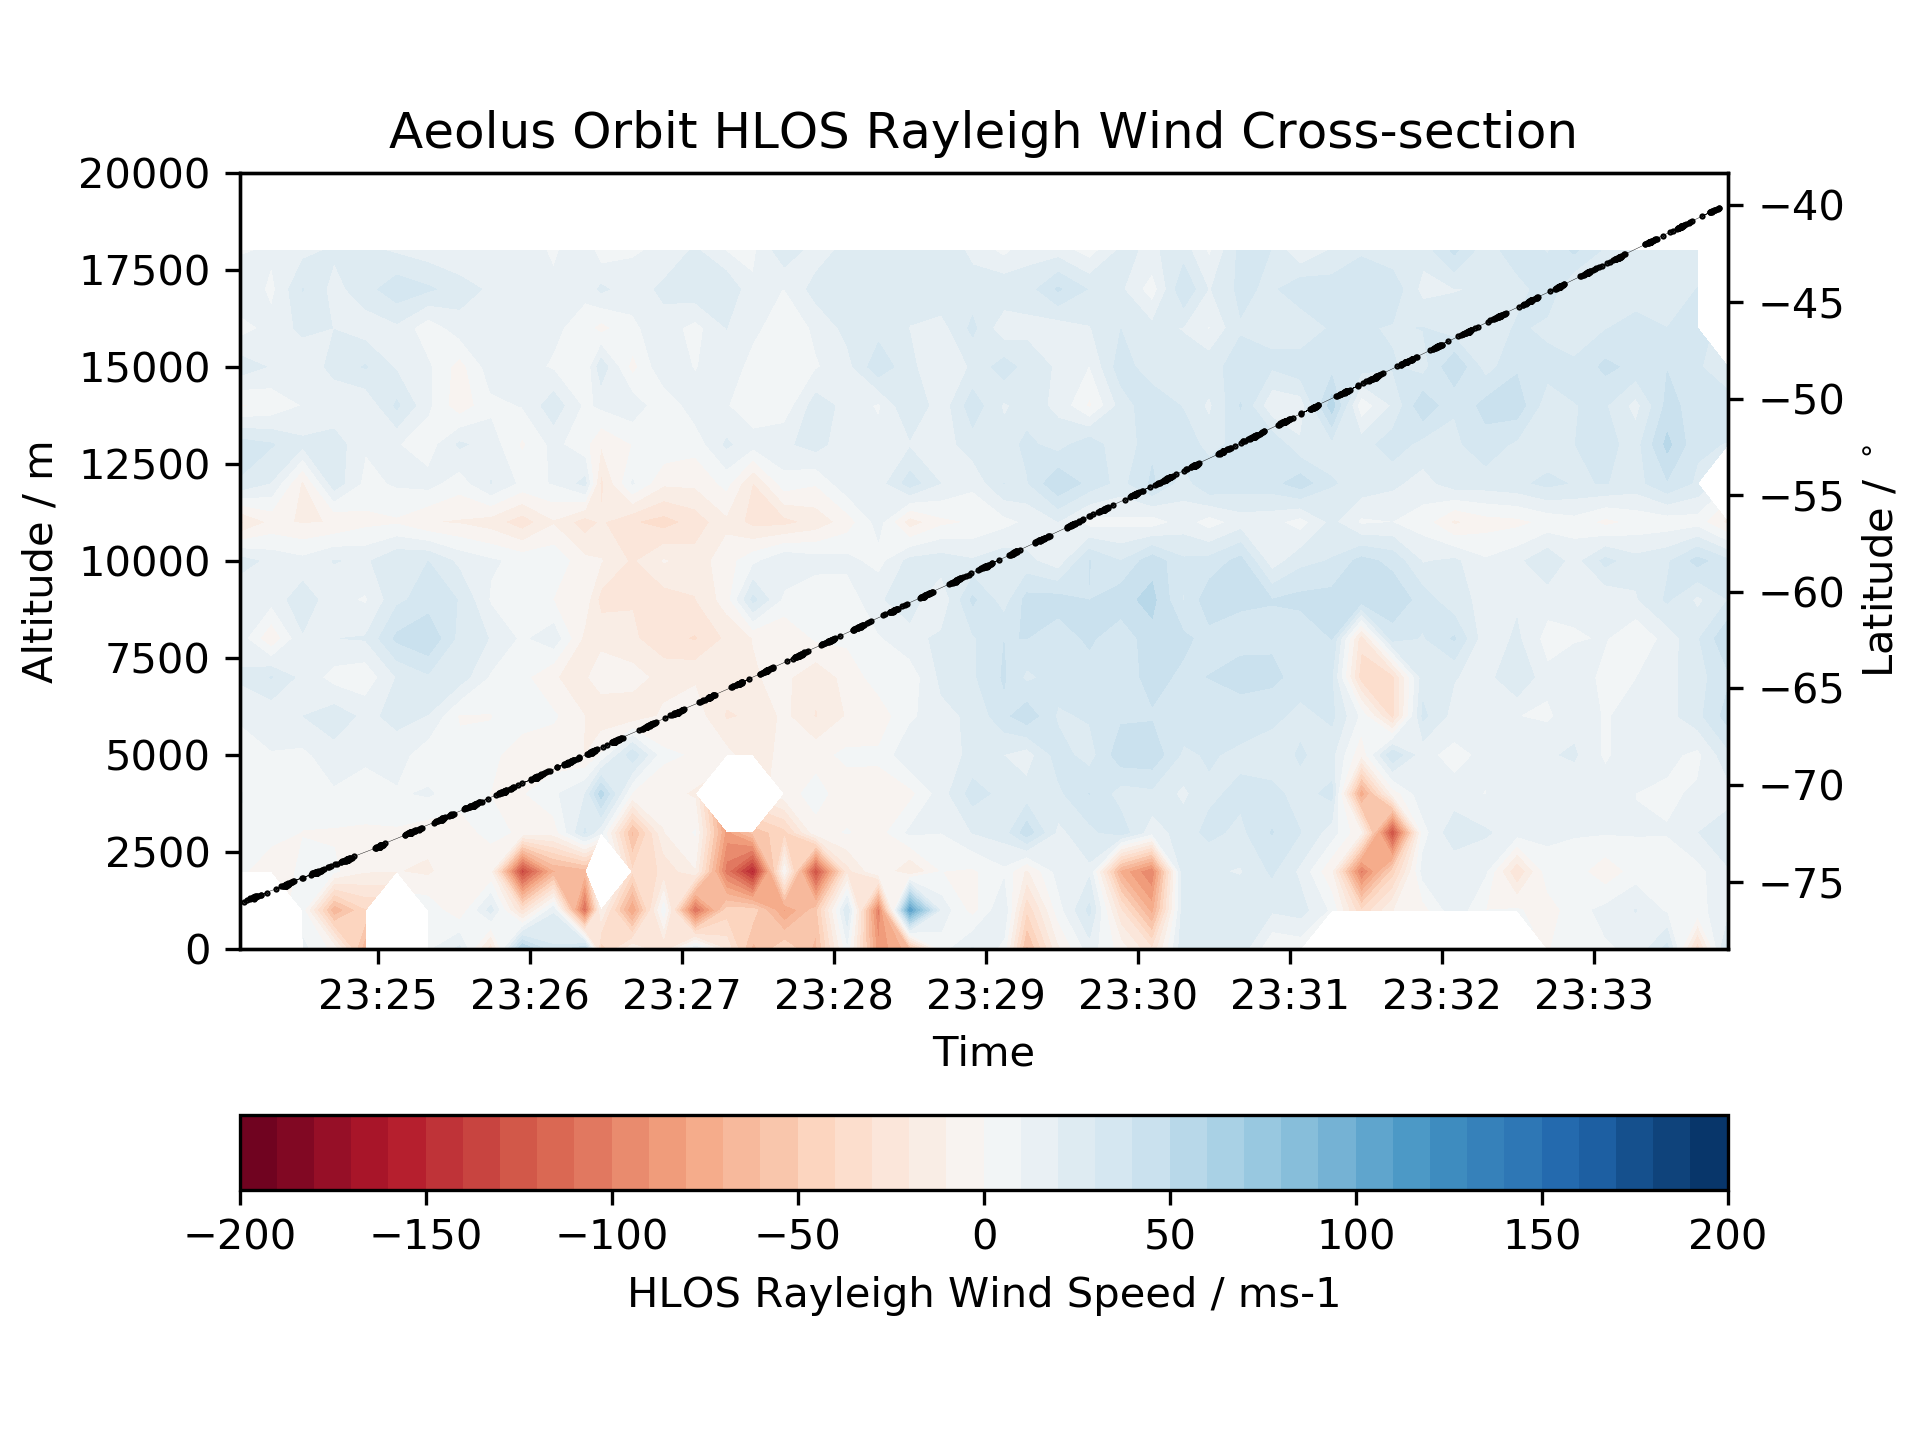 Aeolus Orbit HLOS Rayleigh Wind Cross-section
20000
17500
15000
12500
10000
7500
5000
2500
0
Altitude / m
−40
−45
−50
−55
−60
−65
−70
−75
Latitude / °
23:25 23:26 23:27 23:28 23:29 23:30 23:31 23:32 23:33
Time
−200 −150 −100 −50 0 50 100 150 200
HLOS Rayleigh Wind Speed / ms-1